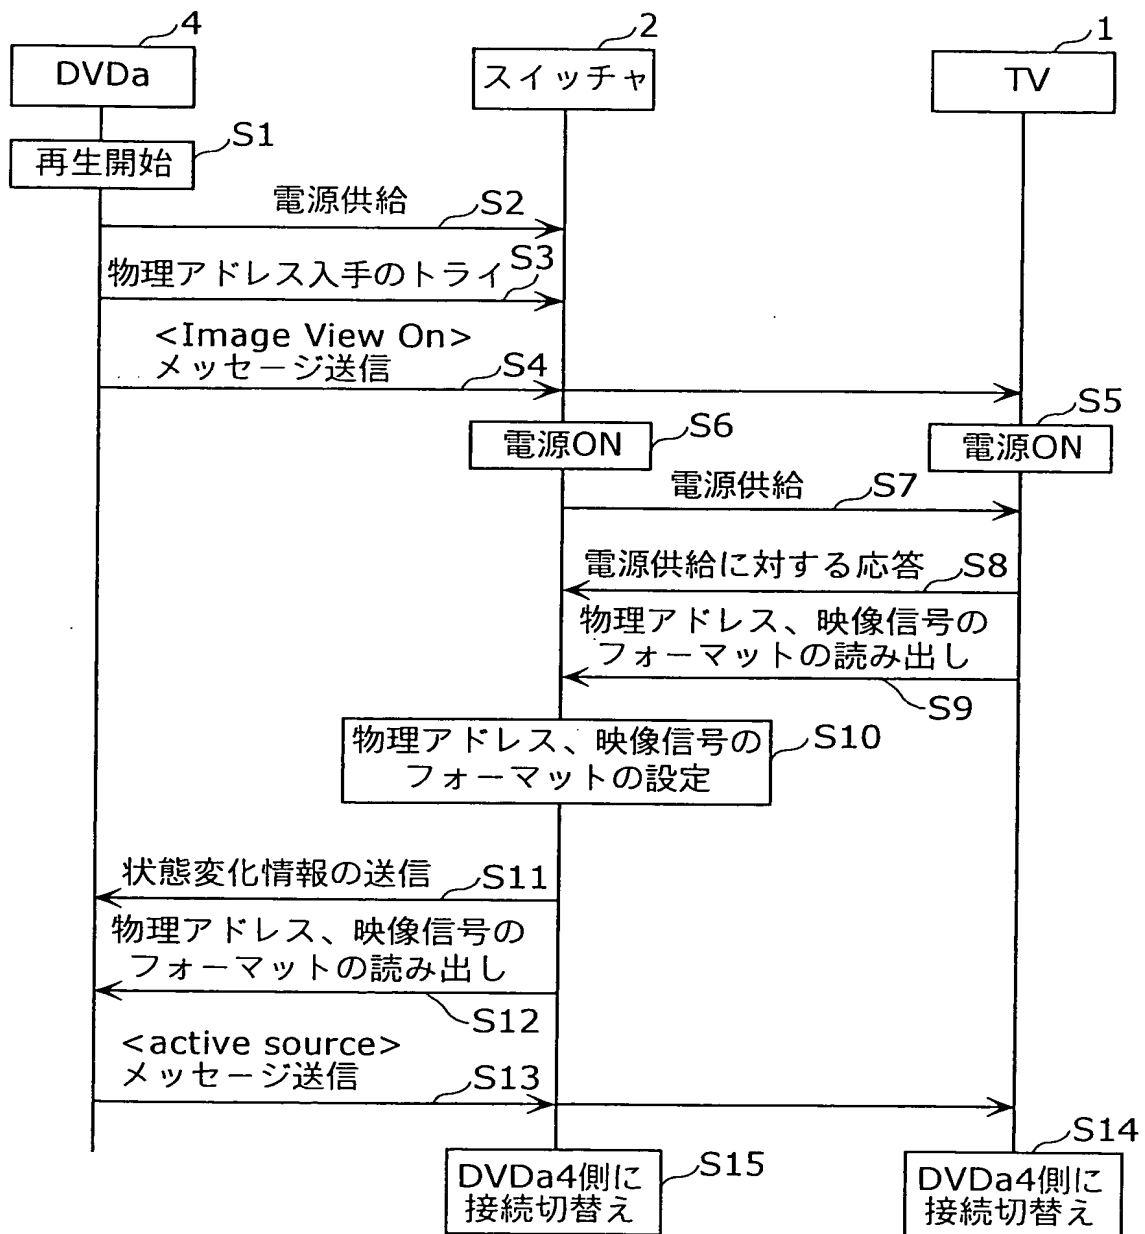 4
2
1
DVDa
スイッチャ
TV
S1
再生開始
電源供給
S2
物理アドレス入手のトライ
S3
<Image View On>
メッセージ送信
S4
S5
S6
電源ON
電源ON
電源供給
S7
電源供給に対する応答
S8
物理アドレス、映像信号の
フォーマットの読み出し
S9
物理アドレス、映像信号の
フォーマットの設定
S10
状態変化情報の送信
S11
物理アドレス、映像信号の
フォーマットの読み出し
S12
<active source>
メッセージ送信
S13
S14
S15
DVDa4側に
接続切替え
DVDa4側に
接続切替え